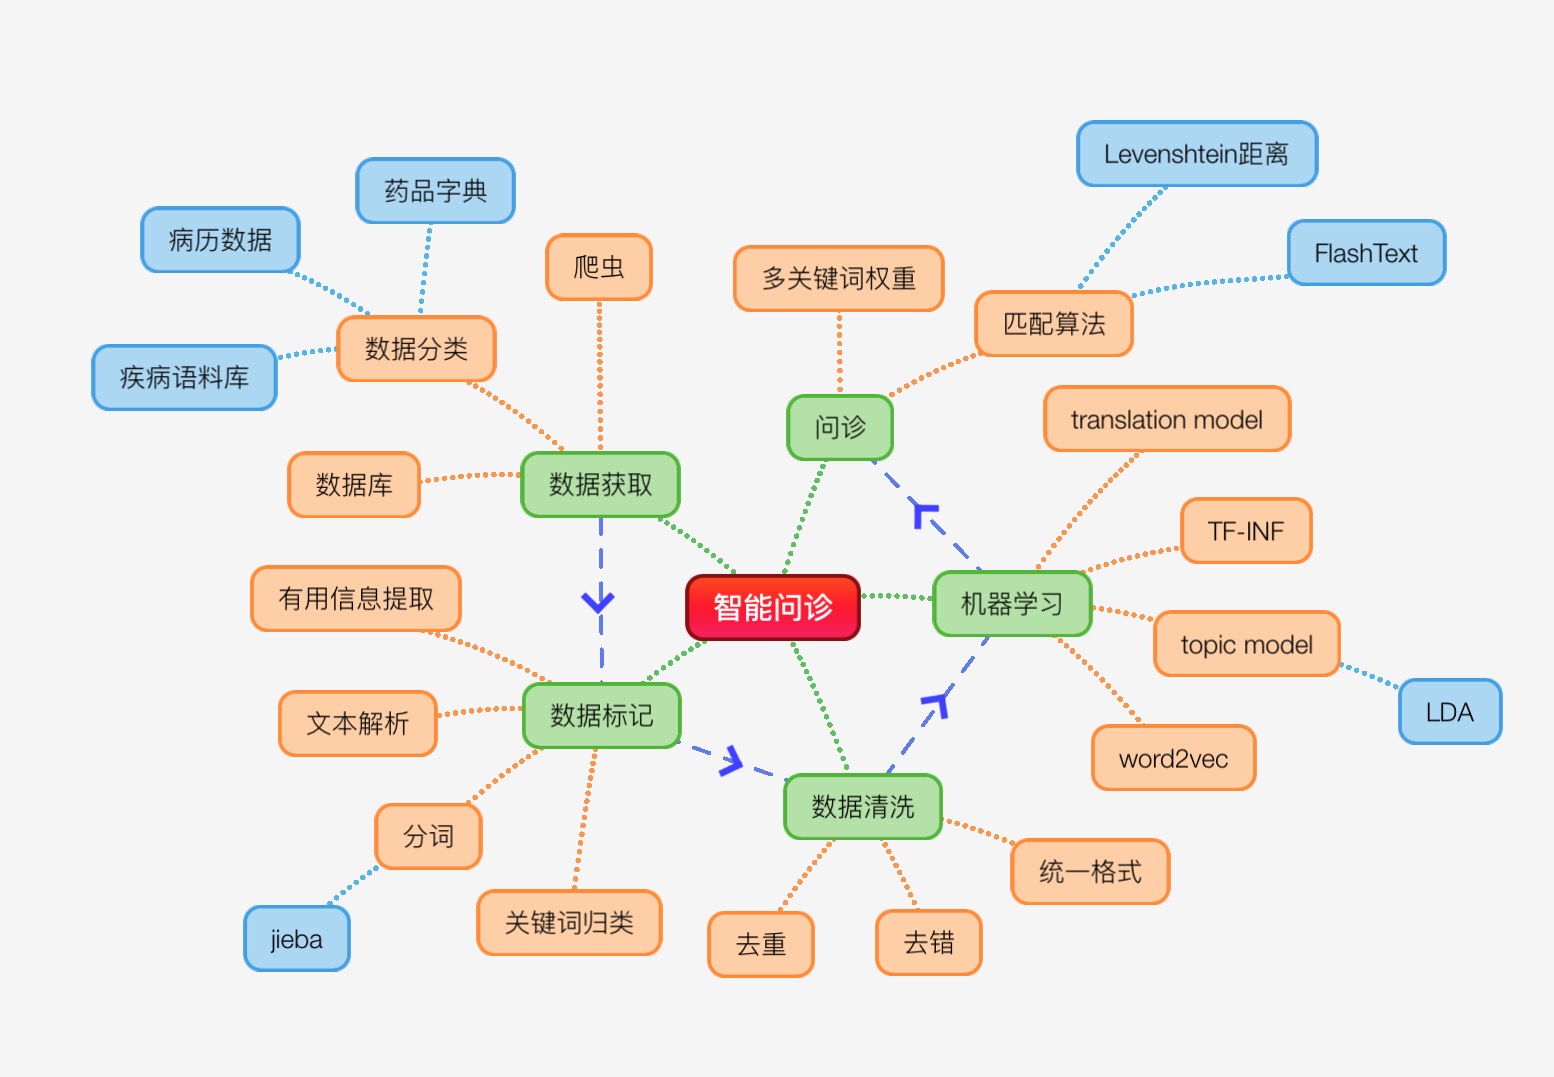 Levenshtein距离
药品字典
病历数据
FlashText
爬虫
多关键词权重
匹配算法
数据分类
疾病语料库
translation model
问诊
数据库
数据获取
TF-INF
有用信息提取
智能问诊
机器学习
topic model
文本解析
数据标记
LDA
word2vec
数据清洗
分词
统一格式
关键词归类
jieba
去重
去错